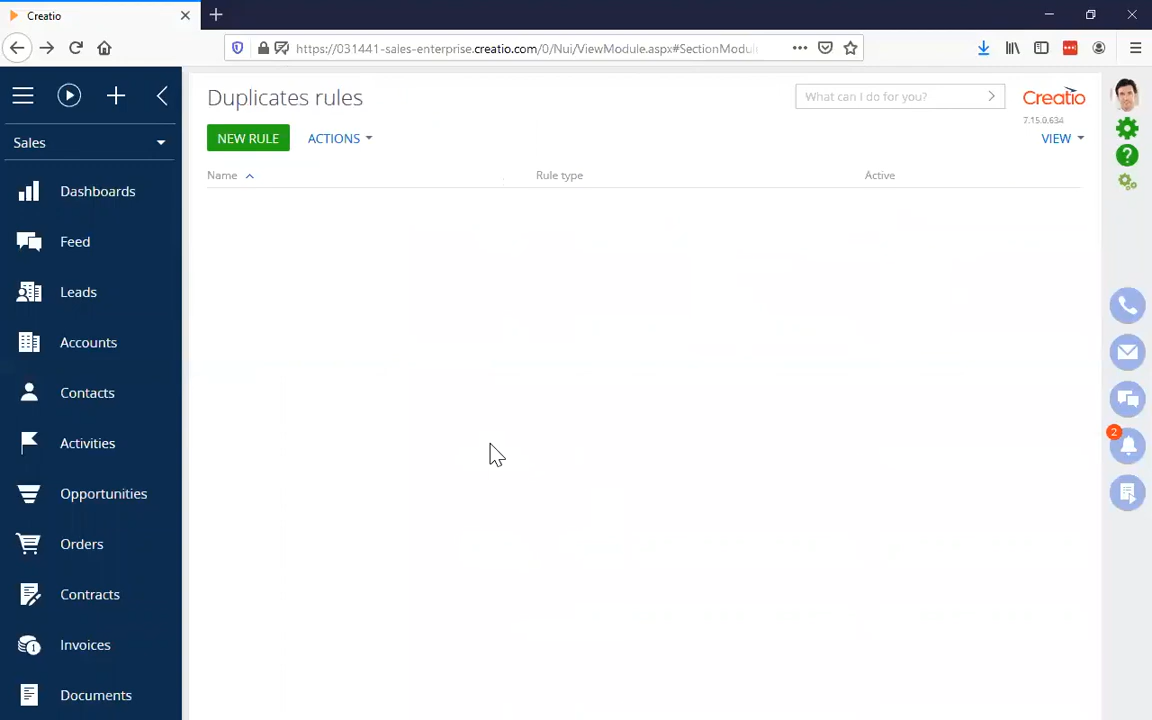 Creatio
https://031441-sales-enterprise.creatio.com/0/Nui/ViewModule.aspx#SectionModul
Duplicates rules
What can I do for you?
Creatio
7.15.0.634
NEW RULE
ACTIONS
VIEW
Sales
Name
Rule type
Active
Dashboards
Feed
Leads
Accounts
Contacts
Activities
2
Opportunities
Orders
Contracts
Invoices
Documents